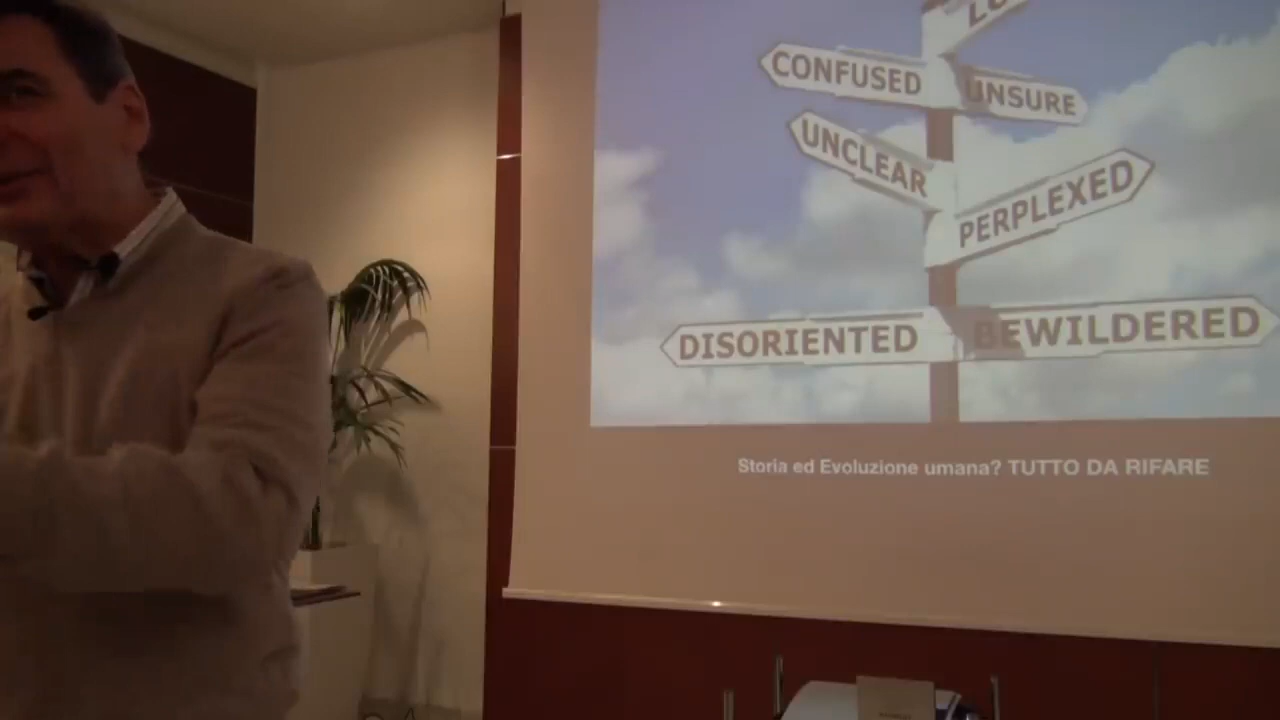 CONFUSED
UNSURE
UNCLEAR
PERPLEXED
DISORIENTED
BEWILDERED
Storia ed Evoluzione umana? TUTTO DA RIFARE